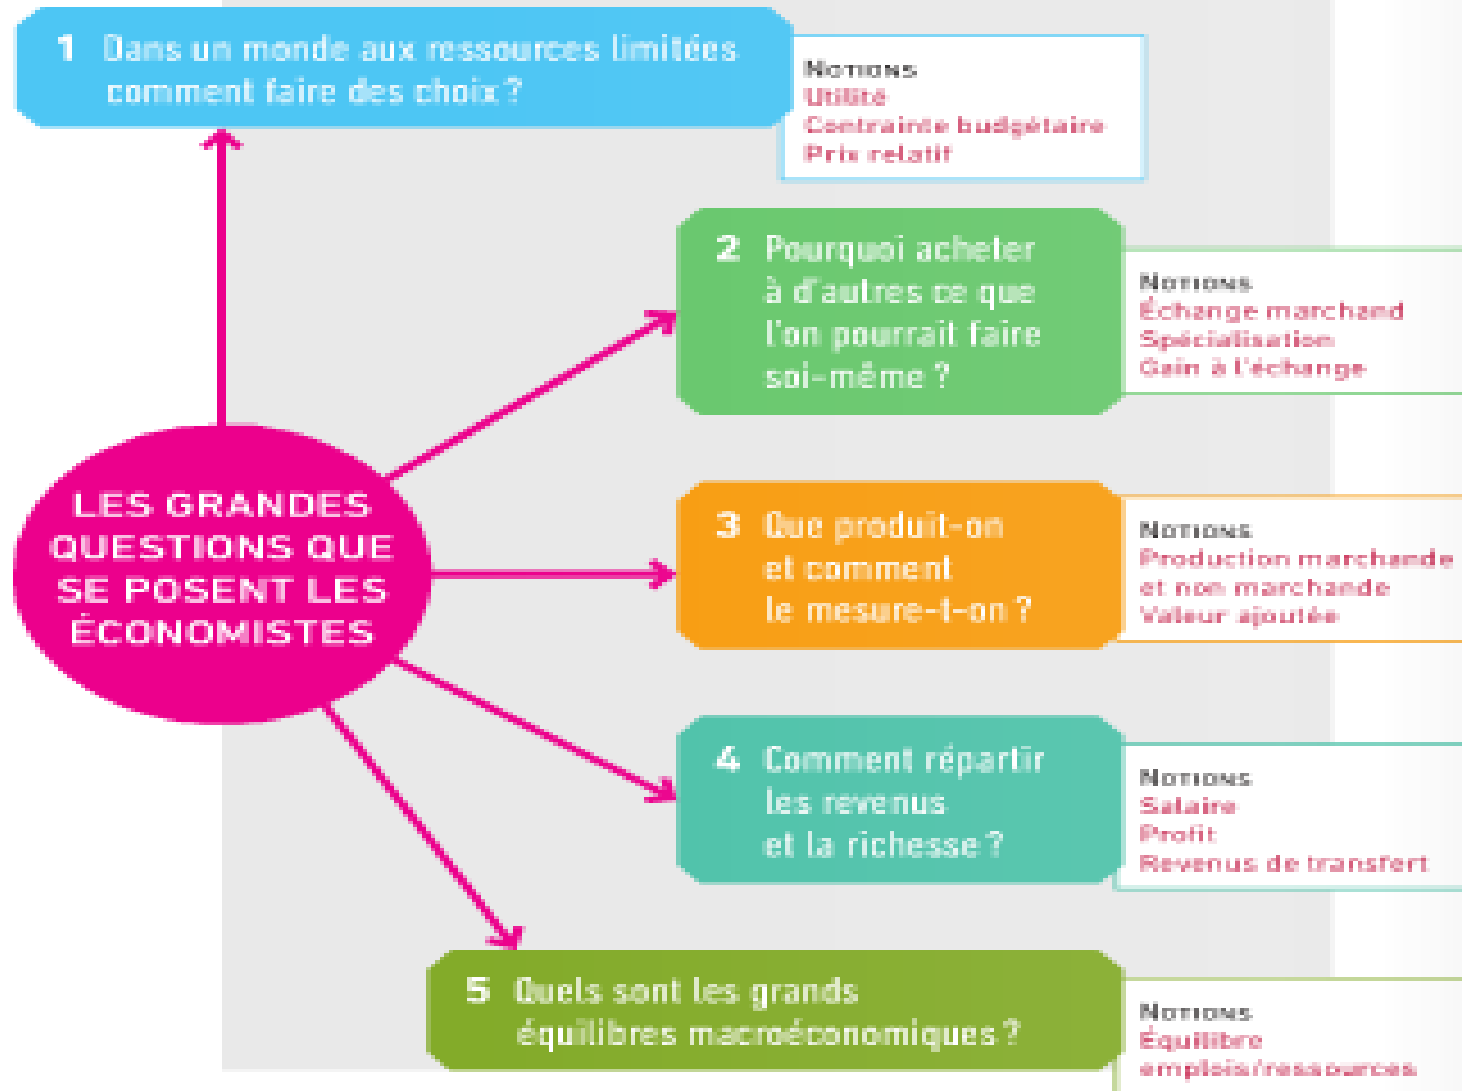 1 Dans un monde aux ressources limitées
comment faire des choix ?
NOTIONS
Utilité
Contrainte budgétaire
Prix relatif
2 Pourquoi acheter
à d'autres ce que
l'on pourrait faire
soi-même ?
NOTIONS
Échange marchand
Spécialisation
Gain à l'échange
LES GRANDES
QUESTIONS QUE
SE POSENT LES
ÉCONOMISTES
3 Que produit-on
et comment
le mesure-t-on ?
NOTIONS
Production marchande
et non marchande
Valeur ajoutée
4 Comment répartir
les revenus
et la richesse ?
NOTIONS
Salaire
Profit
Revenus de transfert
5 Quels sont les grands
équilibres macroéconomiques ?
NOTIONS
Équilibre
emplois/ressources